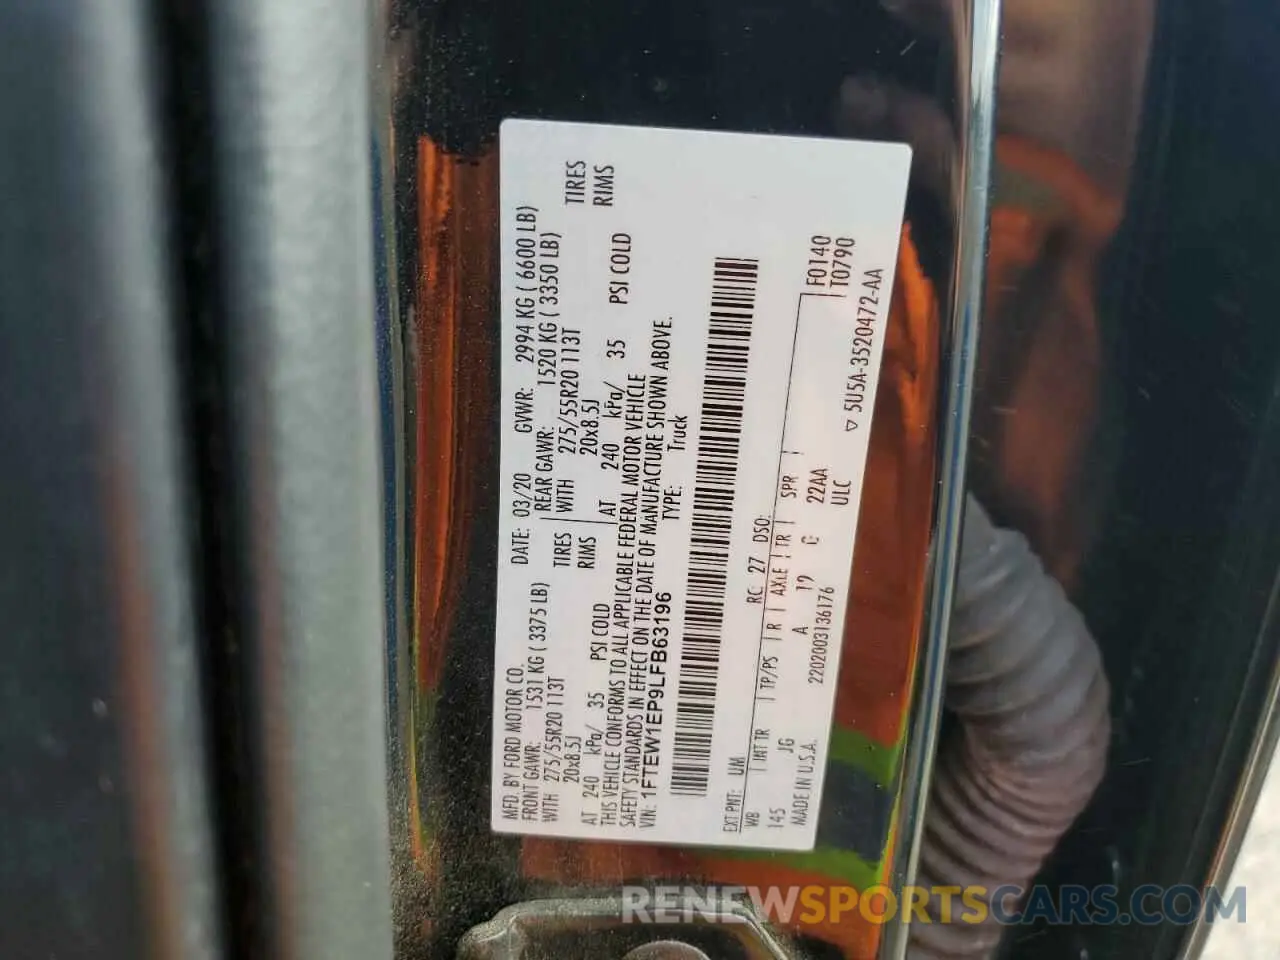 MFD. BY FORD MOTOR CO.
DATE: 03/20 GVWR: 2994 KG ( 6600 LB)
FRONT GAWR: 1531 KG ( 3375 LB)
REAR GAWR: 1520 KG ( 3350 LB)
WITH 275/55R20 113T TIRES
WITH 275/55R20 113T TIRES
20x8.5J RIMS
20x8.5J RIMS
AT 240 kPa/ 35 PSI COLD
AT 240 kPa/ 35 PSI COLD
THIS VEHICLE CONFORMS TO ALL APPLICABLE FEDERAL MOTOR VEHICLE
SAFETY STANDARDS IN EFFECT ON THE DATE OF MANUFACTURE SHOWN ABOVE.
VIN: 1FTEW1EP9LFB63196
TYPE: Truck
EXT PNT: UM RC: 27 DSO:
F0140
T0790
WB INT TR TP/PS R AXLE TR SPR
145 JG A 19 G 22AA
MADE IN U.S.A. 2202003136176 ULC
▽ 5U5A-3520472-AA
RENEWSPORTSCARS.COM